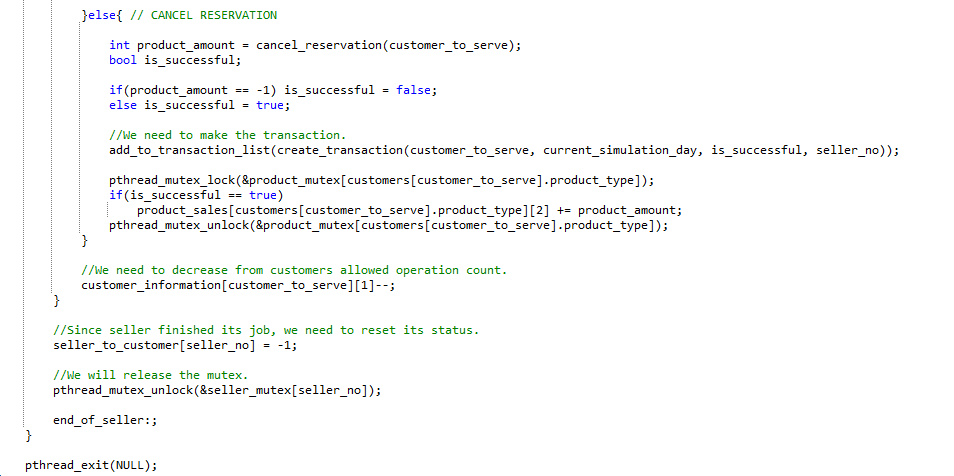 }else{ // CANCEL RESERVATION
int product_amount = cancel_reservation(customer_to_serve);
bool is_successful;
if(product_amount == -1) is_successful = false;
else is_successful = true;
//We need to make the transaction.
add_to_transaction_list(create_transaction(customer_to_serve, current_simulation_day, is_successful, seller_no));
pthread_mutex_lock(&product_mutex[customers[customer_to_serve].product_type]);
if(is_successful == true)
product_sales[customers[customer_to_serve].product_type][2] += product_amount;
pthread_mutex_unlock(&product_mutex[customers[customer_to_serve].product_type]);
}
//We need to decrease from customers allowed operation count.
customer_information[customer_to_serve][1]--;
}
//Since seller finished its job, we need to reset its status.
seller_to_customer[seller_no] = -1;
//We will release the mutex.
pthread_mutex_unlock(&seller_mutex[seller_no]);
end_of_seller:;
}
pthread_exit(NULL);